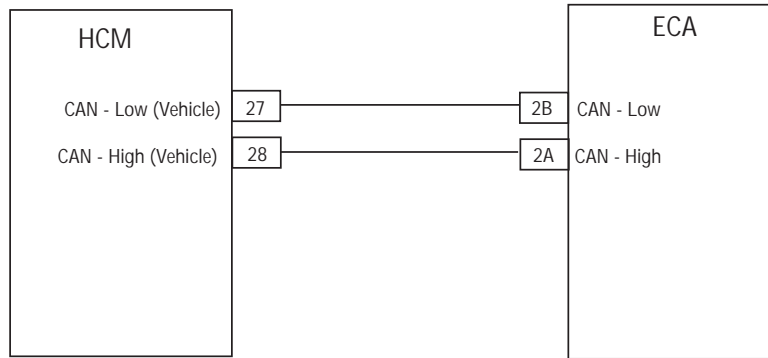 HCM
ECA
CAN - Low (Vehicle) 27 2B CAN - Low
CAN - High (Vehicle) 28 2A CAN - High